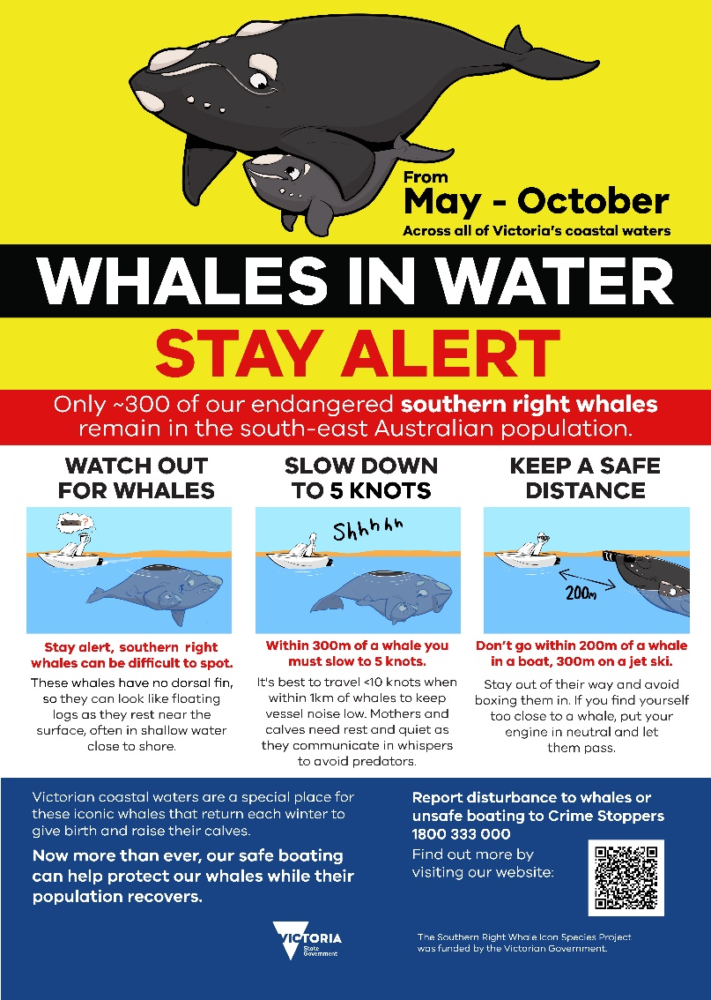 From
May - October
Across all of Victoria's coastal waters
WHALES IN WATER
STAY ALERT
Only ~300 of our endangered southern right whales
remain in the south-east Australian population.
WATCH OUT
FOR WHALES
?
Stay alert, southern right
whales can be difficult to spot.
These whales have no dorsal fin,
so they can look like floating
logs as they rest near the
surface, often in shallow water
close to shore.
SLOW DOWN
TO 5 KNOTS
Shhhhh
Within 300m of a whale you
must slow to 5 knots.
It's best to travel <10 knots when
within 1km of whales to keep
vessel noise low. Mothers and
calves need rest and quiet as
they communicate in whispers
to avoid predators.
KEEP A SAFE
DISTANCE
200m
Don't go within 200m of a whale
in a boat, 300m on a jet ski.
Stay out of their way and avoid
boxing them in. If you find yourself
too close to a whale, put your
engine in neutral and let
them pass.
Victorian coastal waters are a special place for
these iconic whales that return each winter to
give birth and raise their calves.
Now more than ever, our safe boating
can help protect our whales while their
population recovers.
Report disturbance to whales or
unsafe boating to Crime Stoppers
1800 333 000
Find out more by
visiting our website:
VICTORIA
State
Government
The Southern Right Whale Icon Species Project
was funded by the Victorian Government.